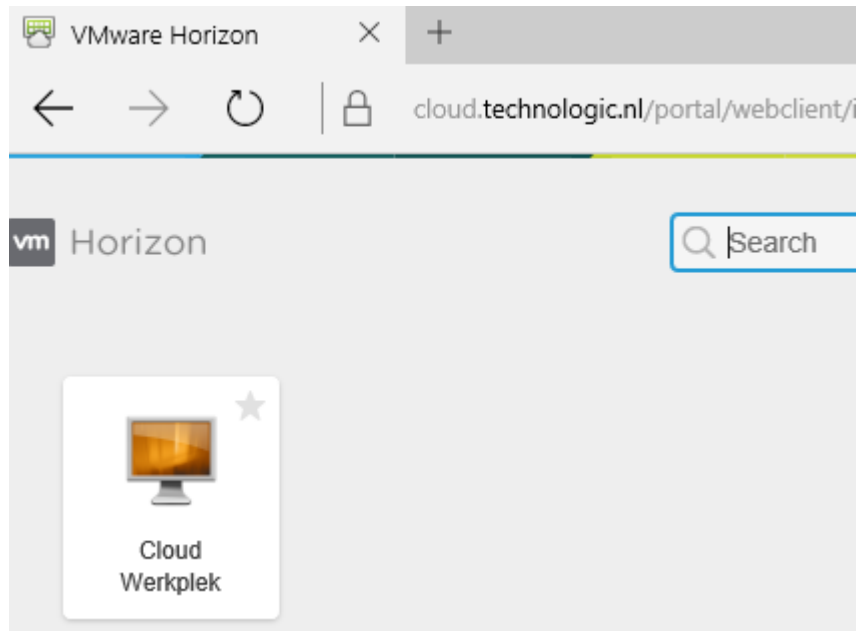 VMware Horizon
cloud.technologic.nl/portal/webclient/i
vm Horizon
Search
Cloud
Werkplek